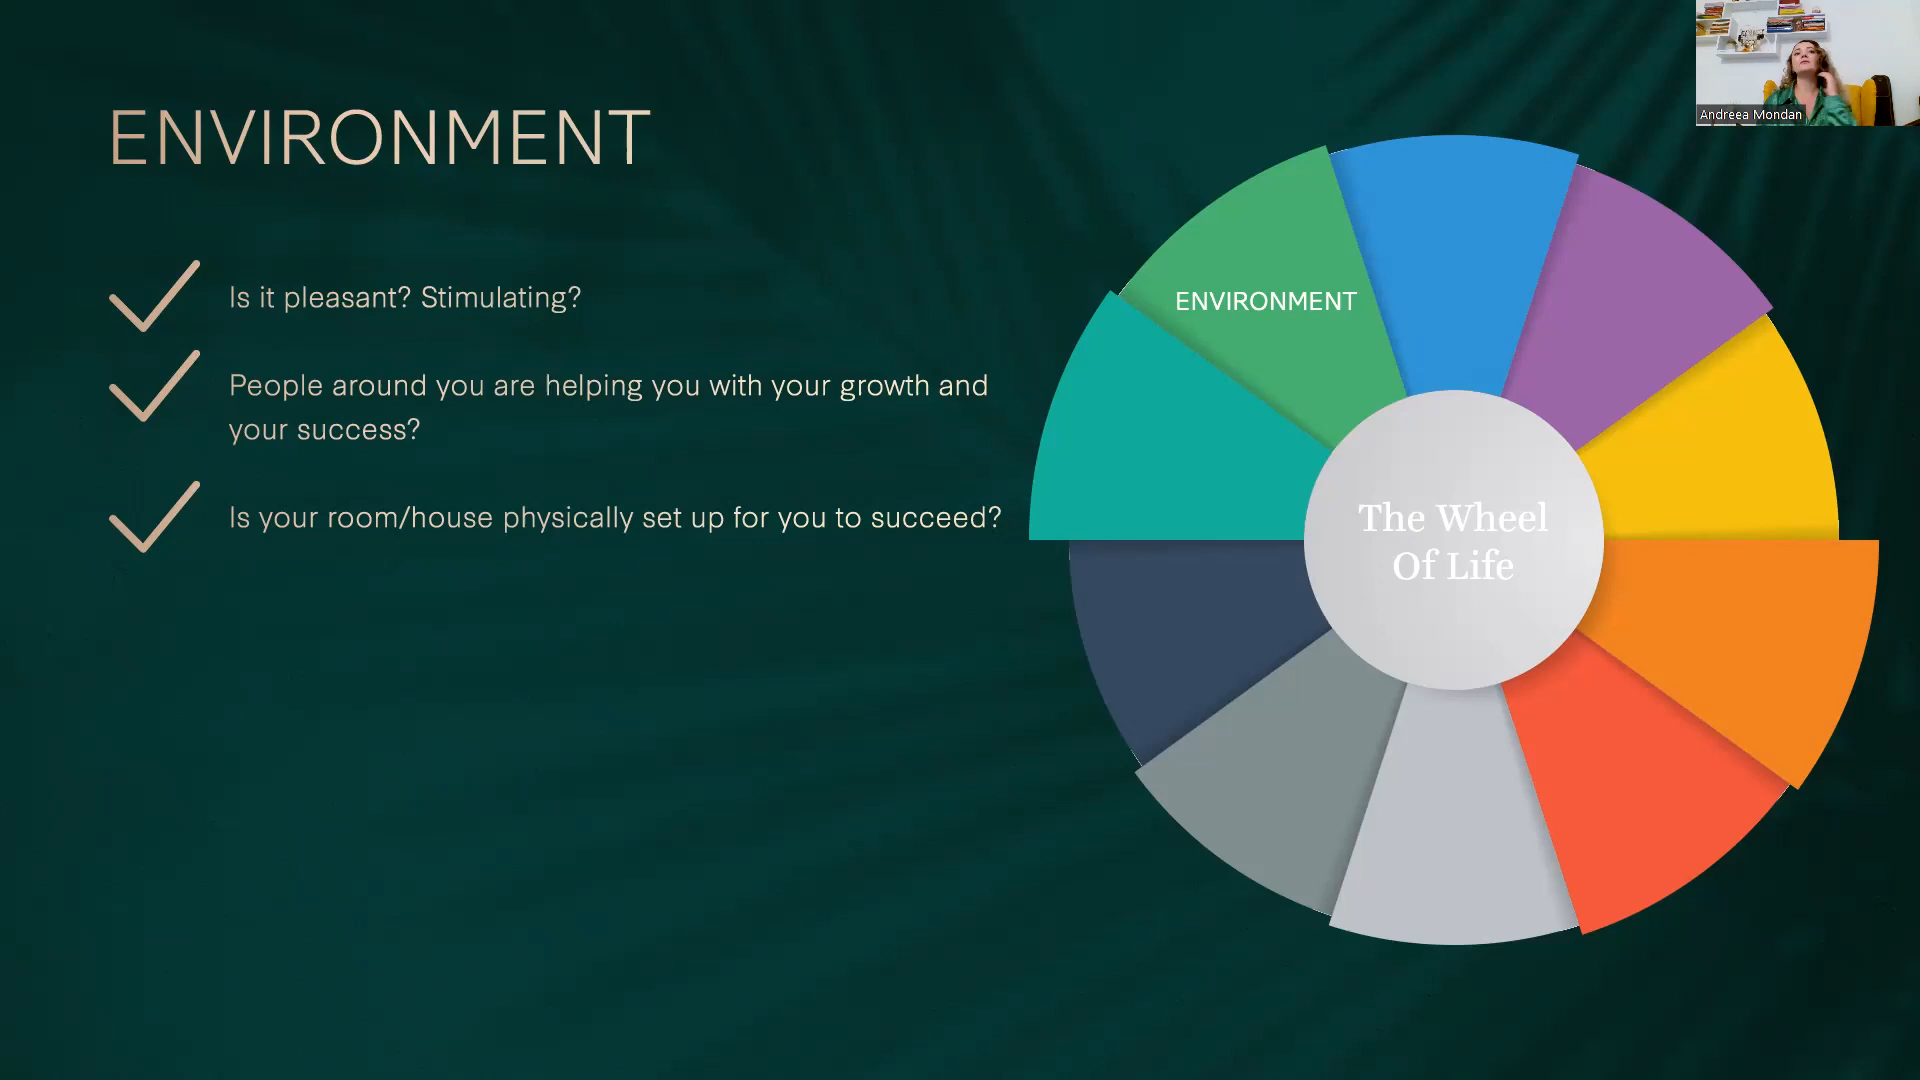 Andreea Mondan
ENVIRONMENT
Is it pleasant? Stimulating?
People around you are helping you with your growth and
your success?
Is your room/house physically set up for you to succeed?
ENVIRONMENT
The Wheel
Of Life